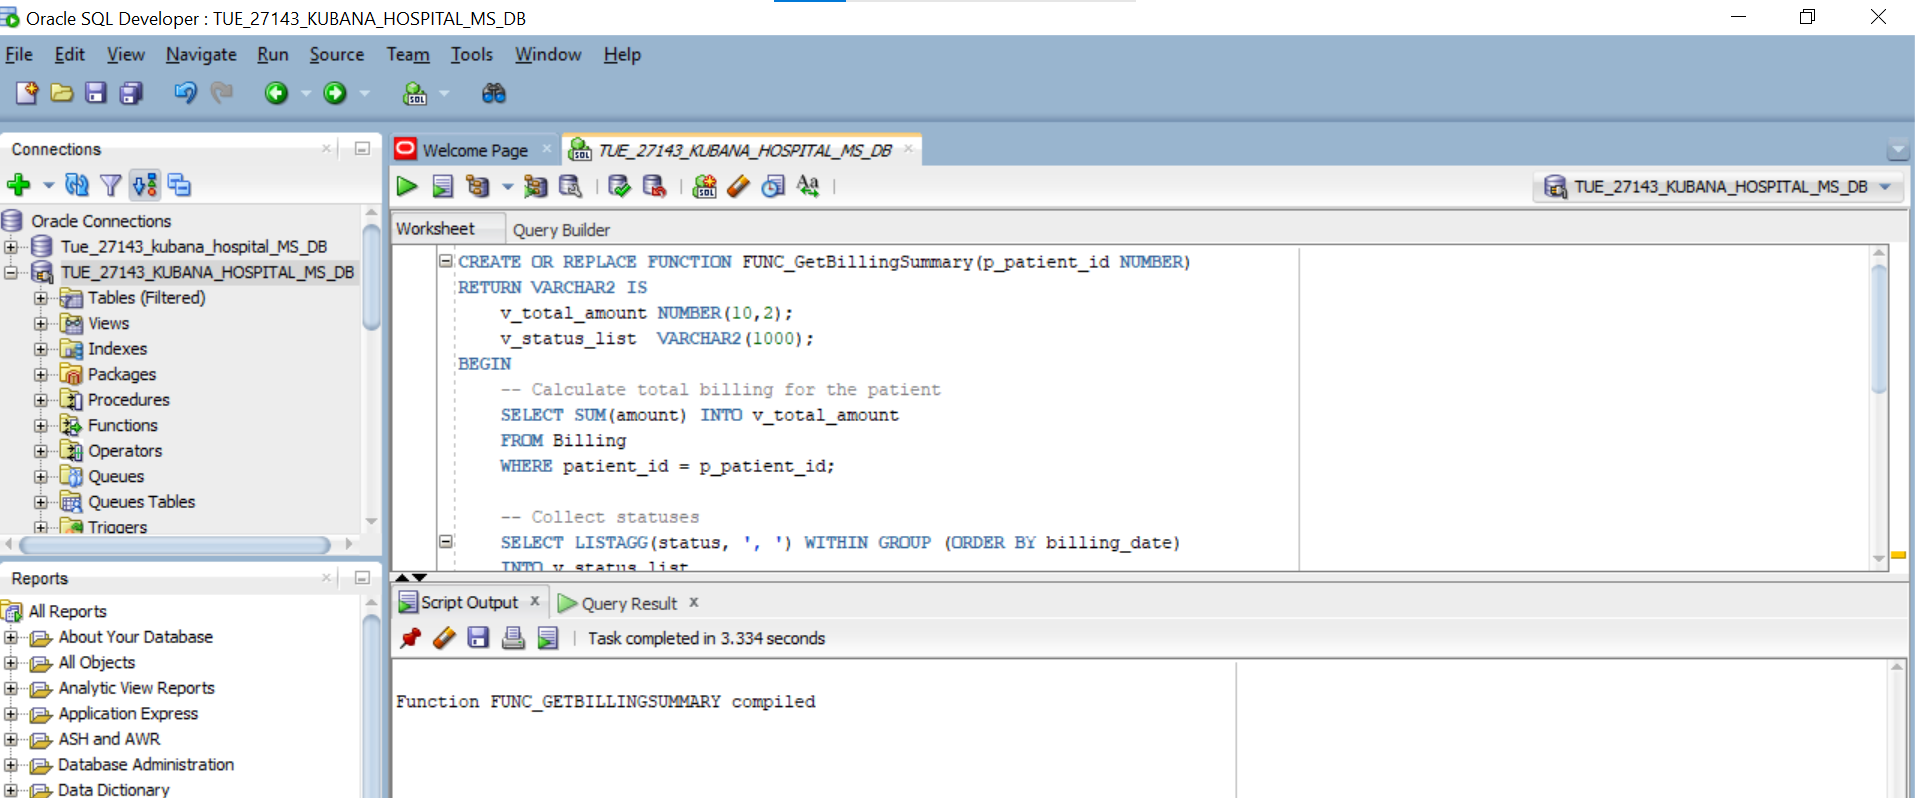 Oracle SQL Developer : TUE_27143_KUBANA_HOSPITAL_MS_DB
File Edit View Navigate Run Source Team Tools Window Help
Connections
Oracle Connections
Tue_27143_kubana_hospital_MS_DB
TUE_27143_KUBANA_HOSPITAL_MS_DB
Tables (Filtered)
Views
Indexes
Packages
Procedures
Functions
Operators
Queues
Queues Tables
Triggers
Reports
All Reports
About Your Database
All Objects
Analytic View Reports
Application Express
ASH and AWR
Database Administration
Data Dictionary
Welcome Page
TUE_27143_KUBANA_HOSPITAL_MS_DB
TUE_27143_KUBANA_HOSPITAL_MS_DB
Worksheet Query Builder
CREATE OR REPLACE FUNCTION FUNC_GetBillingSummary(p_patient_id NUMBER)
RETURN VARCHAR2 IS
    v_total_amount NUMBER(10,2);
    v_status_list  VARCHAR2(1000);
BEGIN
    -- Calculate total billing for the patient
    SELECT SUM(amount) INTO v_total_amount
    FROM Billing
    WHERE patient_id = p_patient_id;
    -- Collect statuses
    SELECT LISTAGG(status, ', ') WITHIN GROUP (ORDER BY billing_date)
    INTO v_status_list
Script Output Query Result
Task completed in 3.334 seconds
Function FUNC_GETBILLINGSUMMARY compiled